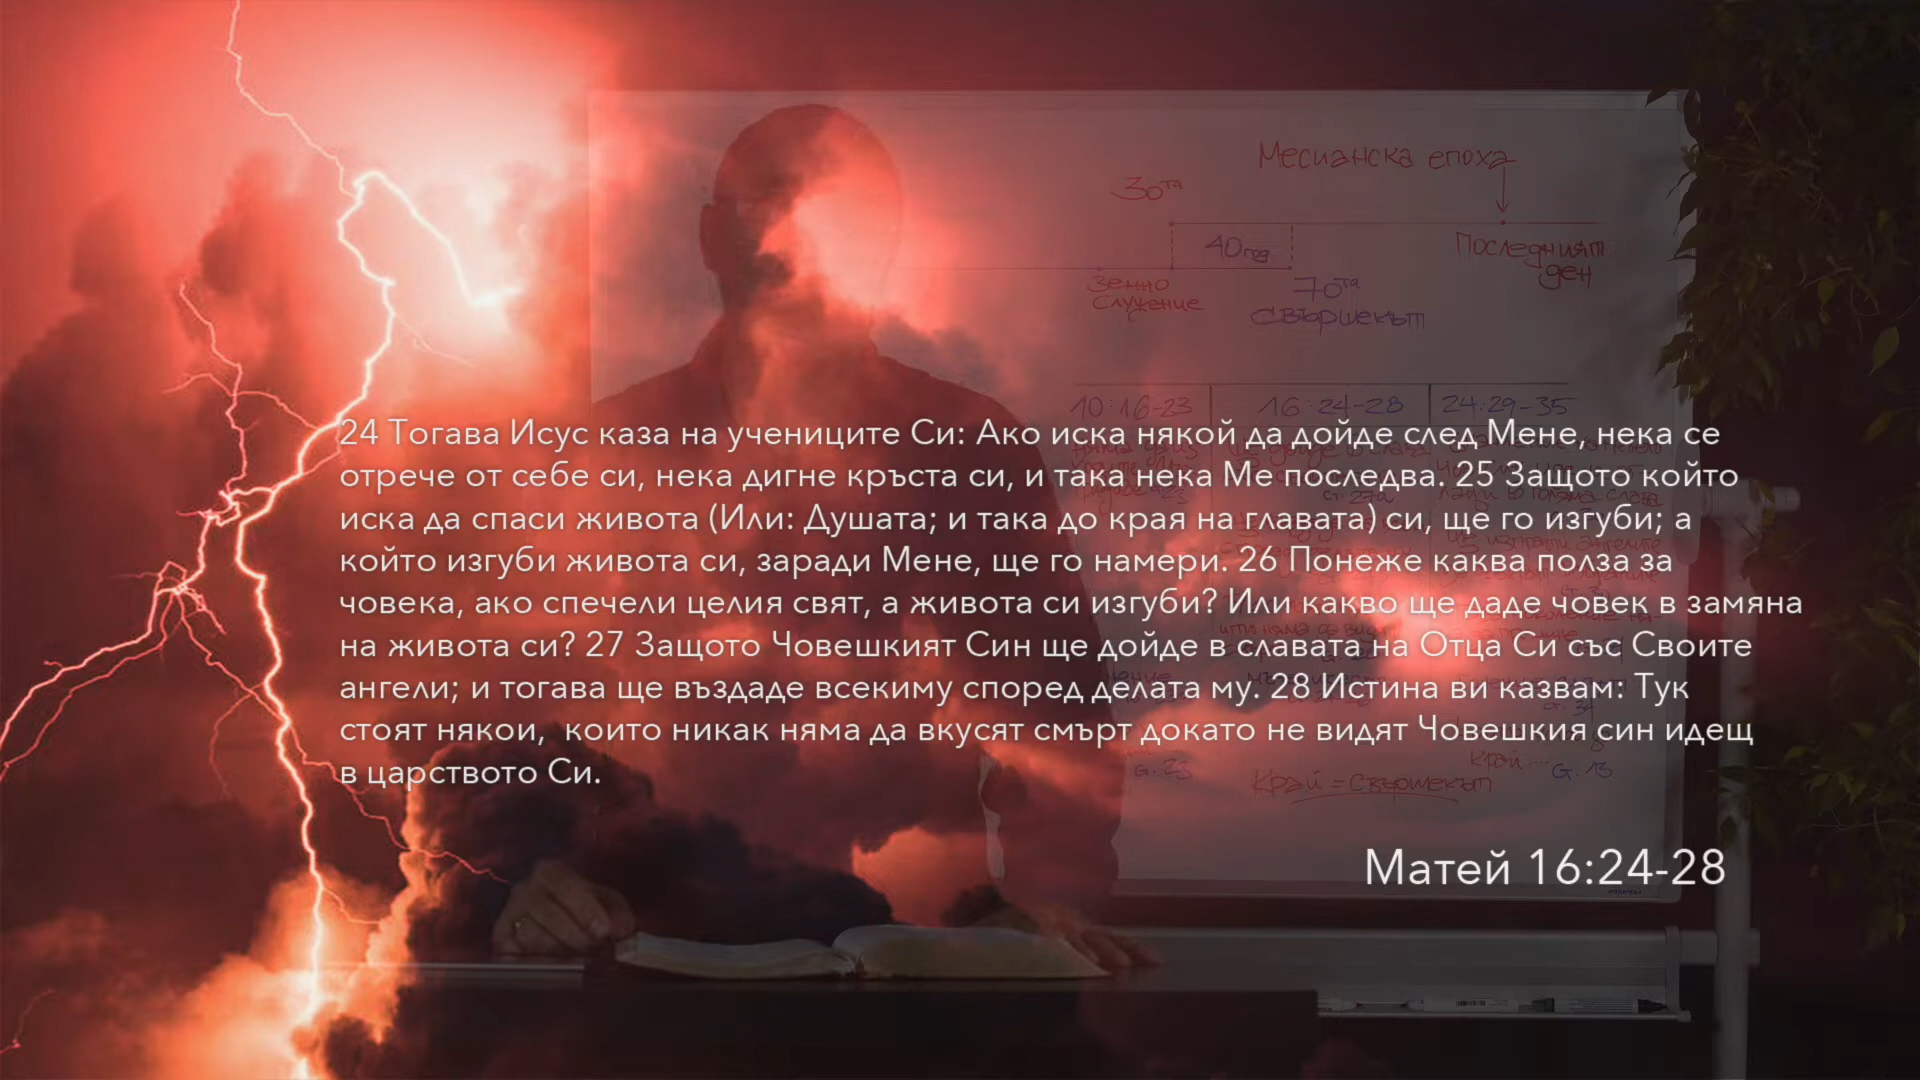 Месианска епоха
30та
40год.
Последният
ден
Земно
служение
70та
Свършекът
10:16-23
16:24-28
24:29-35
24 Тогава Исус каза на учениците Си: Ако иска някой да дойде след Мене, нека се
отрече от себе си, нека дигне кръста си, и така нека Ме последва. 25 Защото който
иска да спаси живота (Или: Душата; и така до края на главата) си, ще го изгуби; а
който изгуби живота си, заради Мене, ще го намери. 26 Понеже каква полза за
човека, ако спечели целия свят, а живота си изгуби? Или какво ще даде човек в замяна
на живота си? 27 Защото Човешкият Син ще дойде в славата на Отца Си със Своите
ангели; и тогава ще въздаде всекиму според делата му. 28 Истина ви казвам: Тук
стоят някои, които никак няма да вкусят смърт докато не видят Човешкия син идещ
в царството Си.
Край = Свършекът
Матей 16:24-28